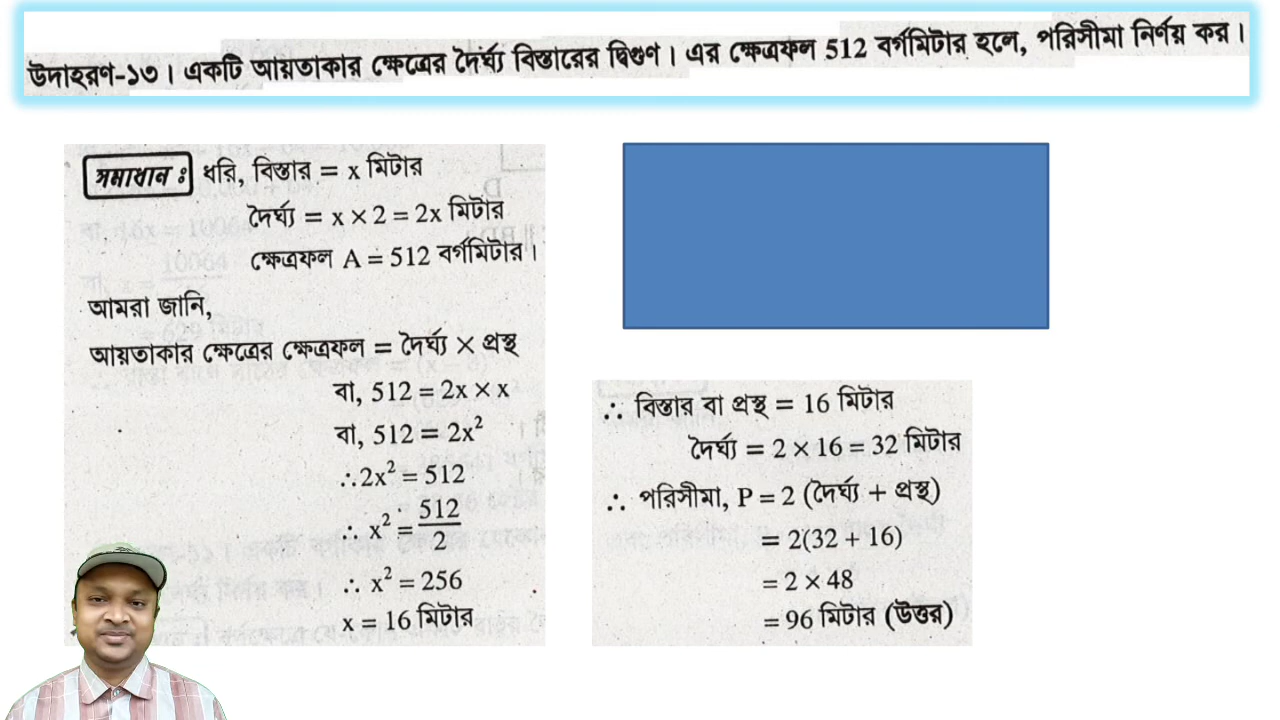 উদাহরণ-১৩। একটি আয়তাকার ক্ষেত্রের দৈর্ঘ্য বিস্তারের দ্বিগুণ। এর ক্ষেত্রফল 512 বর্গমিটার হলে, পরিসীমা নির্ণয় কর।
সমাধান : ধরি, বিস্তার = x মিটার
দৈর্ঘ্য = x × 2 = 2x মিটার
ক্ষেত্রফল A = 512 বর্গমিটার।
আমরা জানি,
আয়তাকার ক্ষেত্রের ক্ষেত্রফল = দৈর্ঘ্য × প্রস্থ
বা, 512 = 2x × x
বা, 512 = 2x²
∴2x² = 512
∴ x² = 512/2
∴ x² = 256
x = 16 মিটার
∴ বিস্তার বা প্রস্থ = 16 মিটার
দৈর্ঘ্য = 2 × 16 = 32 মিটার
∴ পরিসীমা, P = 2 (দৈর্ঘ্য + প্রস্থ)
= 2(32 + 16)
= 2 × 48
= 96 মিটার (উত্তর)